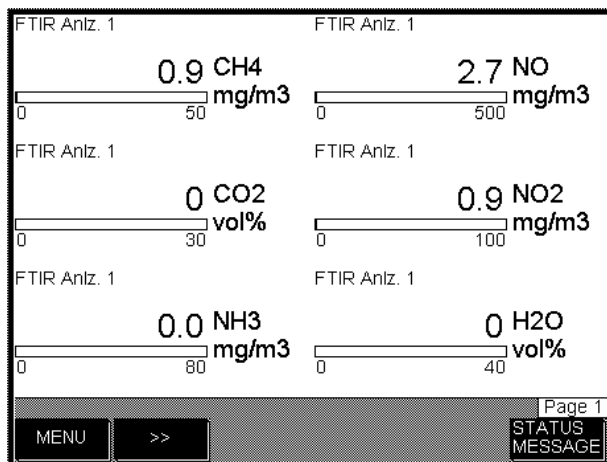 FTIR Anlz. 1
0.9 CH4
mg/m3
0 50
FTIR Anlz. 1
2.7 NO
mg/m3
0 500
FTIR Anlz. 1
0 CO2
vol%
0 30
FTIR Anlz. 1
0.9 NO2
mg/m3
0 100
FTIR Anlz. 1
0.0 NH3
mg/m3
0 80
FTIR Anlz. 1
0 H2O
vol%
0 40
Page 1
MENU
>>
STATUS
MESSAGE